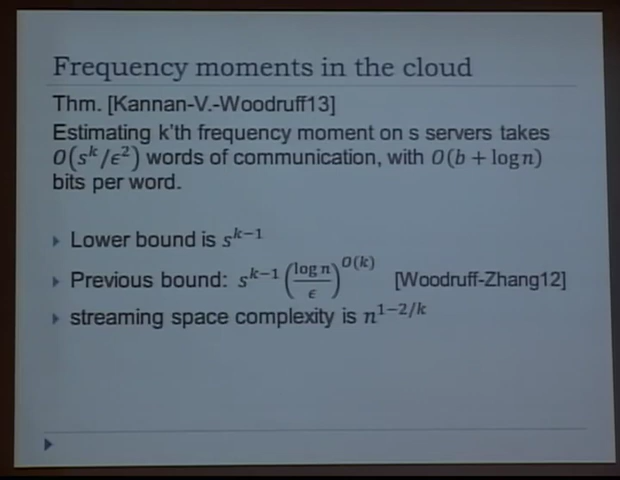 Frequency moments in the cloud
Thm. [Kannan-V.-Woodruff13]
Estimating k'th frequency moment on s servers takes
O(s^k/ϵ^2) words of communication, with O(b + log n)
bits per word.
Lower bound is s^{k-1}
Previous bound: s^{k-1} (log n / ϵ)^{O(k)} [Woodruff-Zhang12]
streaming space complexity is n^{1-2/k}